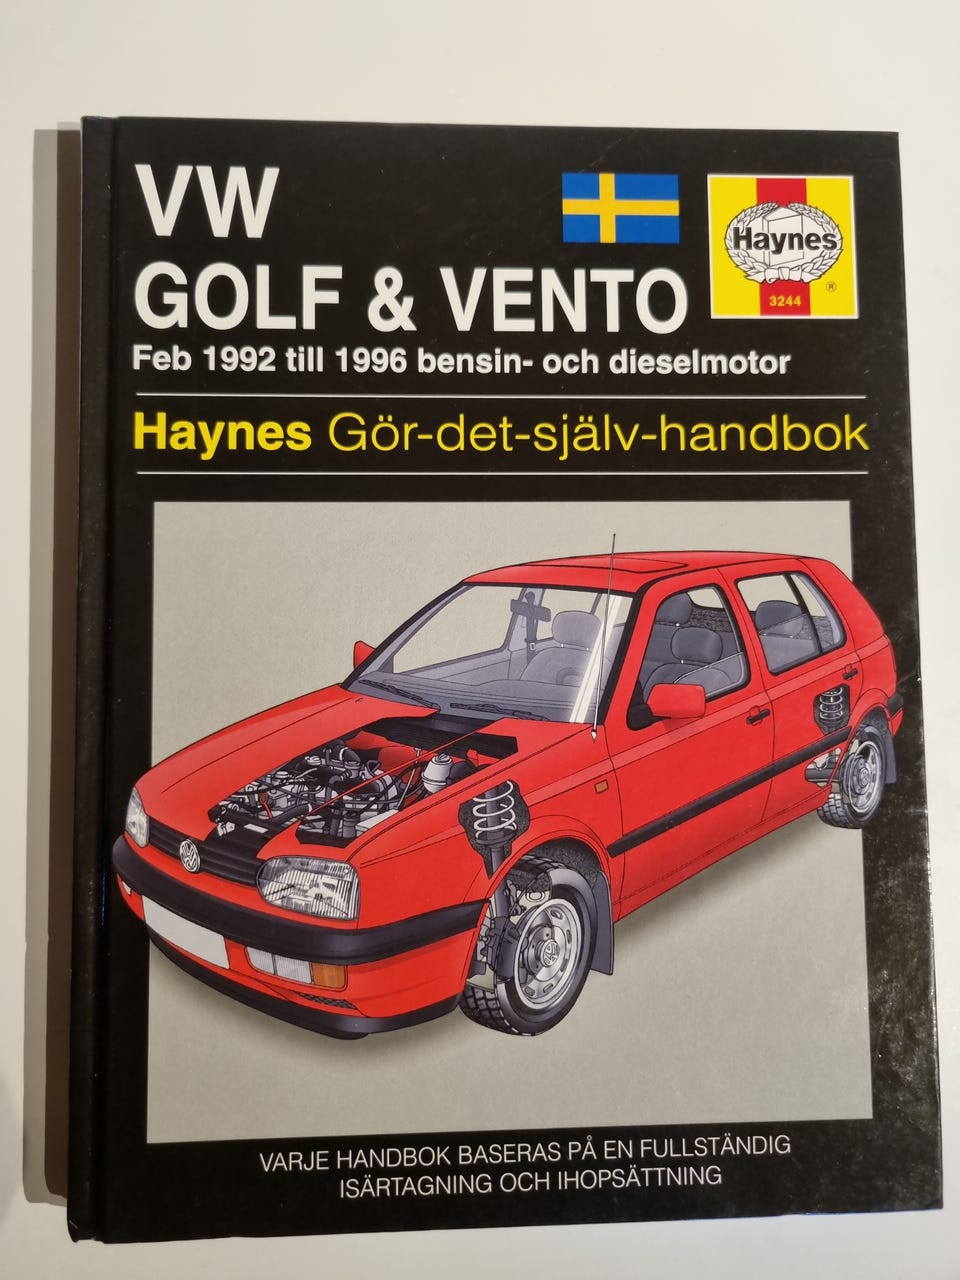 VW
GOLF & VENTO
Feb 1992 till 1996 bensin- och dieselmotor
Haynes
®
3244
Haynes Gör-det-själv-handbok
VARJE HANDBOK BASERAS PÅ EN FULLSTÄNDIG
ISÄRTAGNING OCH IHOPSÄTTNING